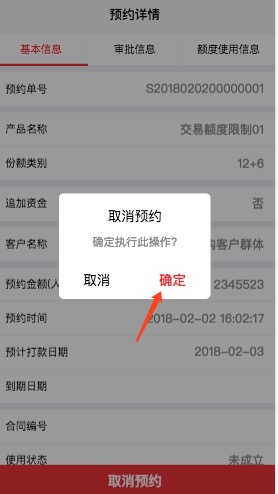 预约详情
基本信息 审批信息 额度使用信息
预约单号 S2018020200000001
产品名称 交易额度限制01
份额类别 12+6
追加资金 否
客户名称 购客户群体
预约金额(人 2345523
预约时间 2018-02-02 16:02:17
预计打款日期 2018-02-03
到期日期
合同编号
使用状态 未成立
取消预约
取消预约
确定执行此操作?
取消 确定